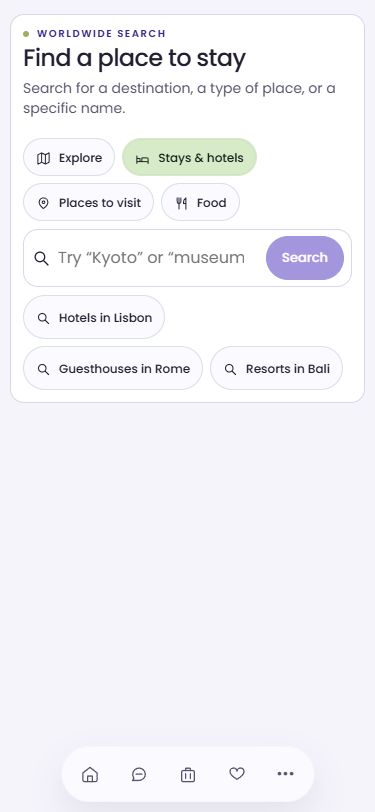 WORLDWIDE SEARCH
Find a place to stay
Search for a destination, a type of place, or a
specific name.
Explore
Stays & hotels
Places to visit
Food
Try “Kyoto” or “museum
Search
Hotels in Lisbon
Guesthouses in Rome
Resorts in Bali